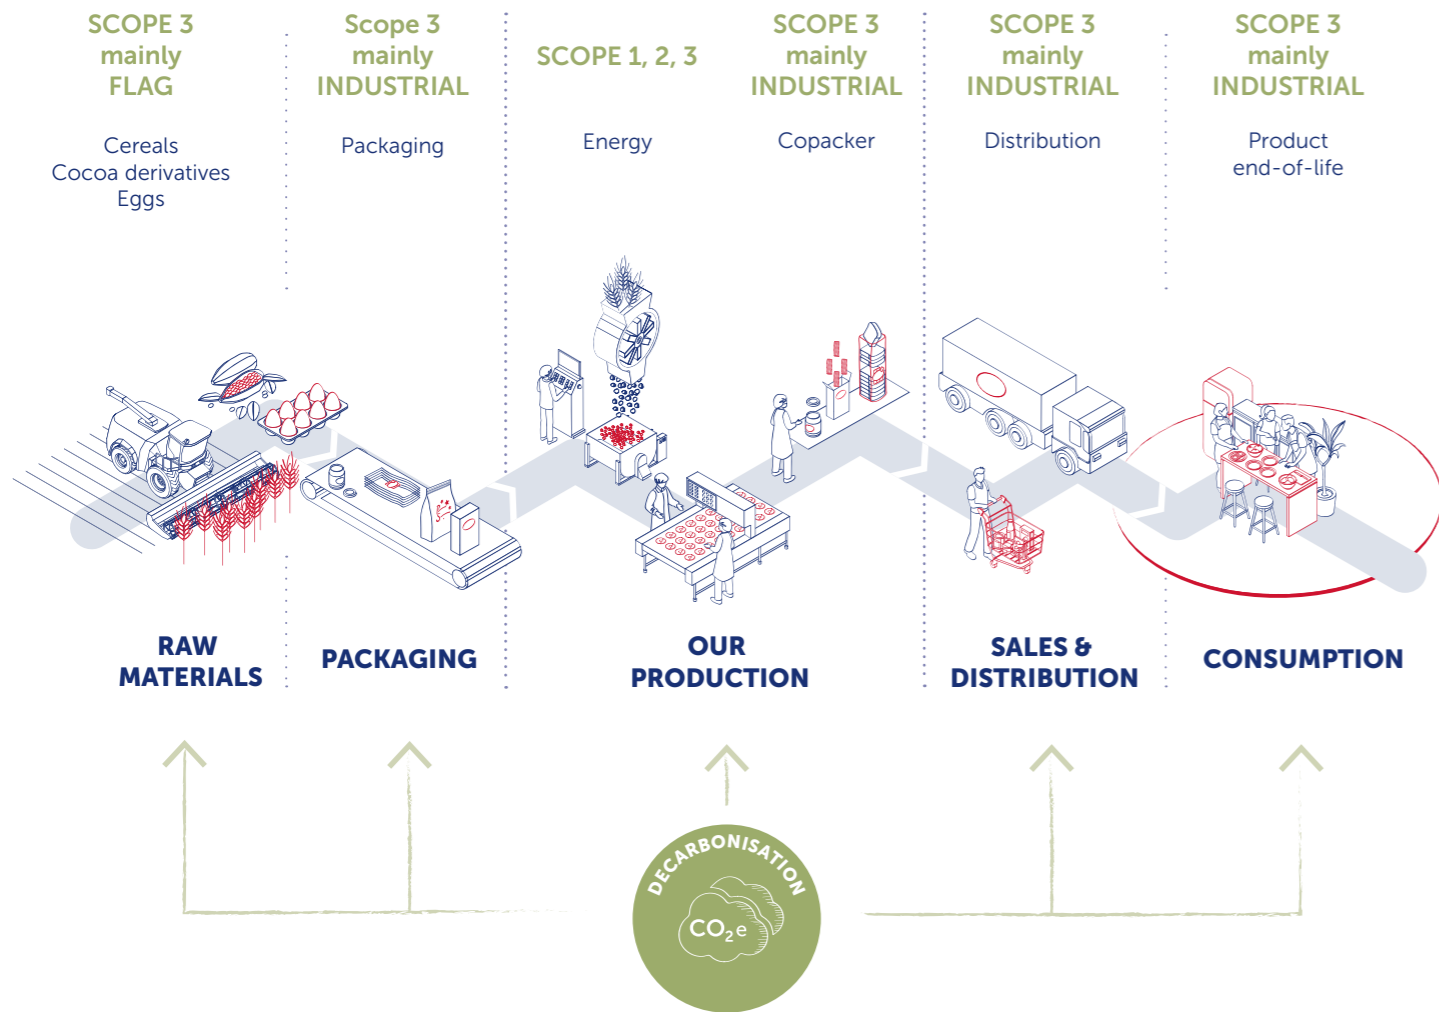 SCOPE 3
mainly
FLAG
Cereals
Cocoa derivatives
Eggs
Scope 3
mainly
INDUSTRIAL
Packaging
SCOPE 1, 2, 3
Energy
SCOPE 3
mainly
INDUSTRIAL
Copacker
SCOPE 3
mainly
INDUSTRIAL
Distribution
SCOPE 3
mainly
INDUSTRIAL
Product
end-of-life
RAW
MATERIALS
PACKAGING
OUR
PRODUCTION
SALES &
DISTRIBUTION
CONSUMPTION
DECARBONISATION
CO₂e